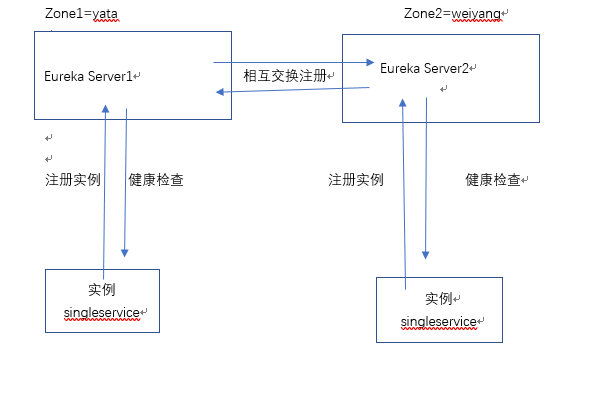 Zone1=yata
Zone2=weiyang
Eureka Server1
相互交换注册
Eureka Server2
注册实例
健康检查
注册实例
健康检查
实例
singleservice
实例
singleservice